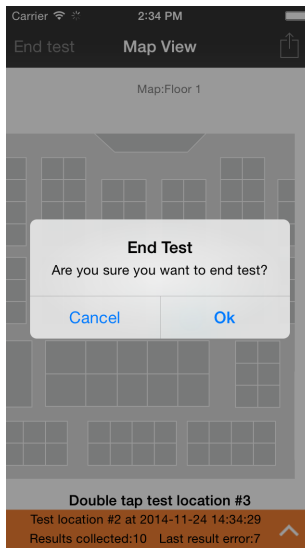 Carrier 2:34 PM
End test Map View
Map:Floor 1
End Test
Are you sure you want to end test?
Cancel Ok
Double tap test location #3
Test location #2 at 2014-11-24 14:34:29
Results collected:10 Last result error:7